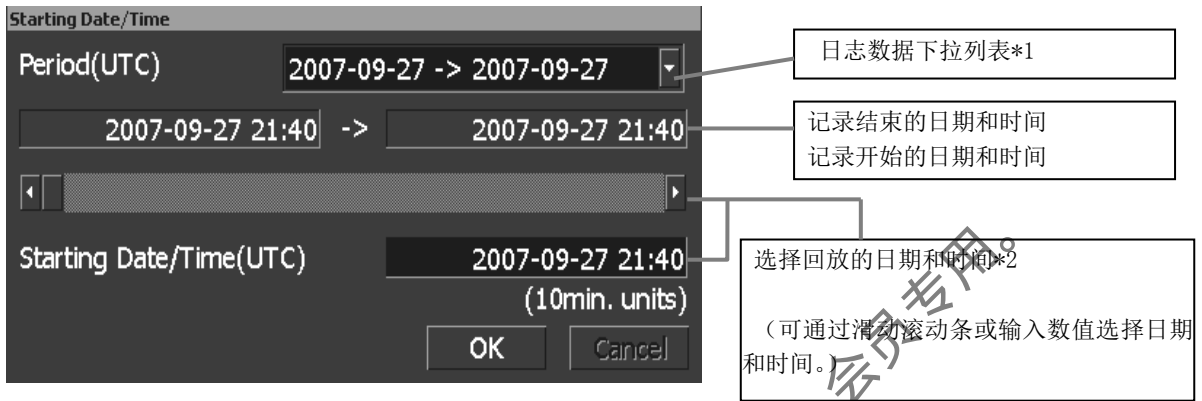 Starting Date/Time
Period(UTC)
2007-09-27 -> 2007-09-27
日志数据下拉列表*1
2007-09-27 21:40 -> 2007-09-27 21:40
记录结束的日期和时间
记录开始的日期和时间
Starting Date/Time(UTC)
2007-09-27 21:40
(10min. units)
OK
Cancel
选择回放的日期和时间*2
（可通过滑动滚动条或输入数值选择日期
和时间。）
会员专用。